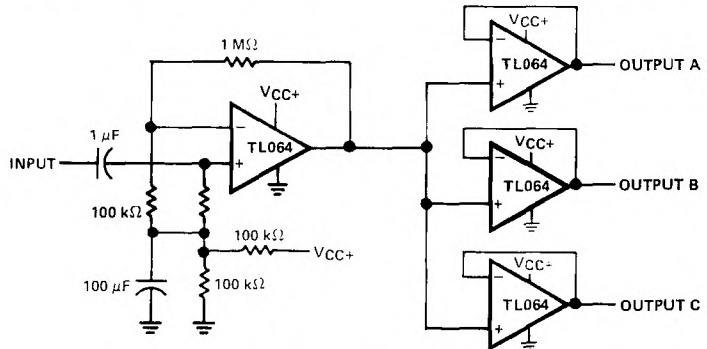 1 MΩ
VCC+
1 µF
TL064
INPUT
−
+
100 kΩ
100 kΩ
VCC+
100 µF
100 kΩ
VCC+
−
TL064
+
OUTPUT A
VCC+
−
TL064
+
OUTPUT B
VCC+
−
TL064
+
OUTPUT C